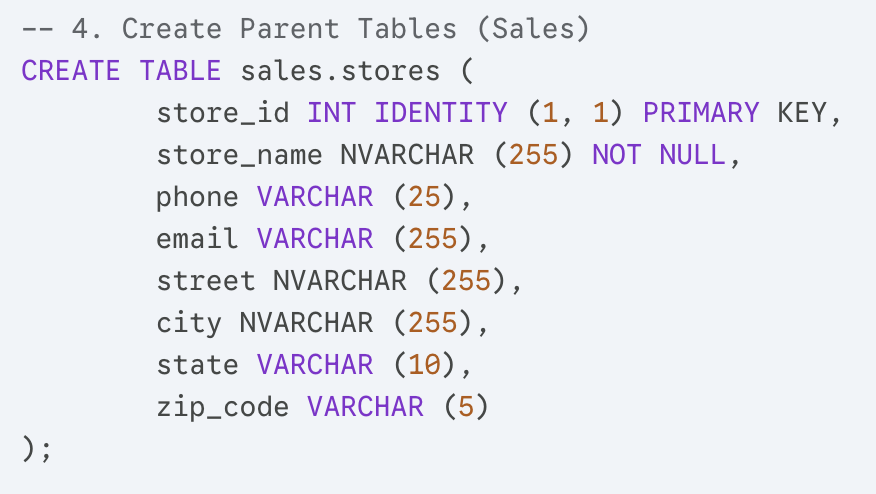 -- 4. Create Parent Tables (Sales)
CREATE TABLE sales.stores (
        store_id INT IDENTITY (1, 1) PRIMARY KEY,
        store_name NVARCHAR (255) NOT NULL,
        phone VARCHAR (25),
        email VARCHAR (255),
        street NVARCHAR (255),
        city NVARCHAR (255),
        state VARCHAR (10),
        zip_code VARCHAR (5)
);